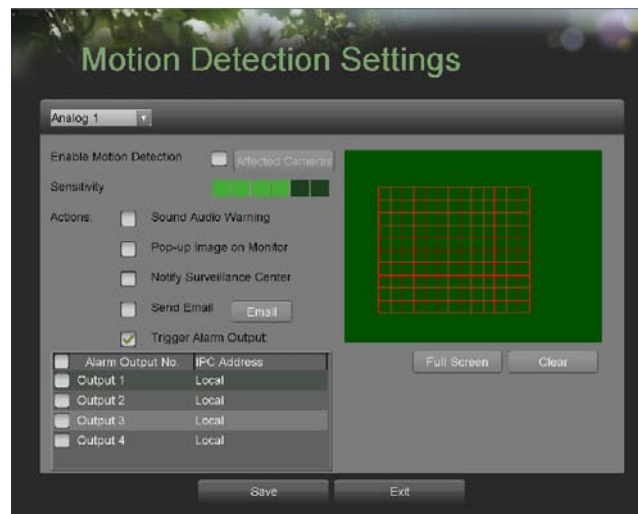 Motion Detection Settings
Analog 1
Enable Motion Detection
Affected Cameras
Sensitivity
Actions:
Sound Audio Warning
Pop-up Image on Monitor
Notify Surveillance Center
Send Email
Email
Trigger Alarm Output:
Alarm Output No. IPC Address
Output 1 Local
Output 2 Local
Output 3 Local
Output 4 Local
Full Screen
Clear
Save
Exit